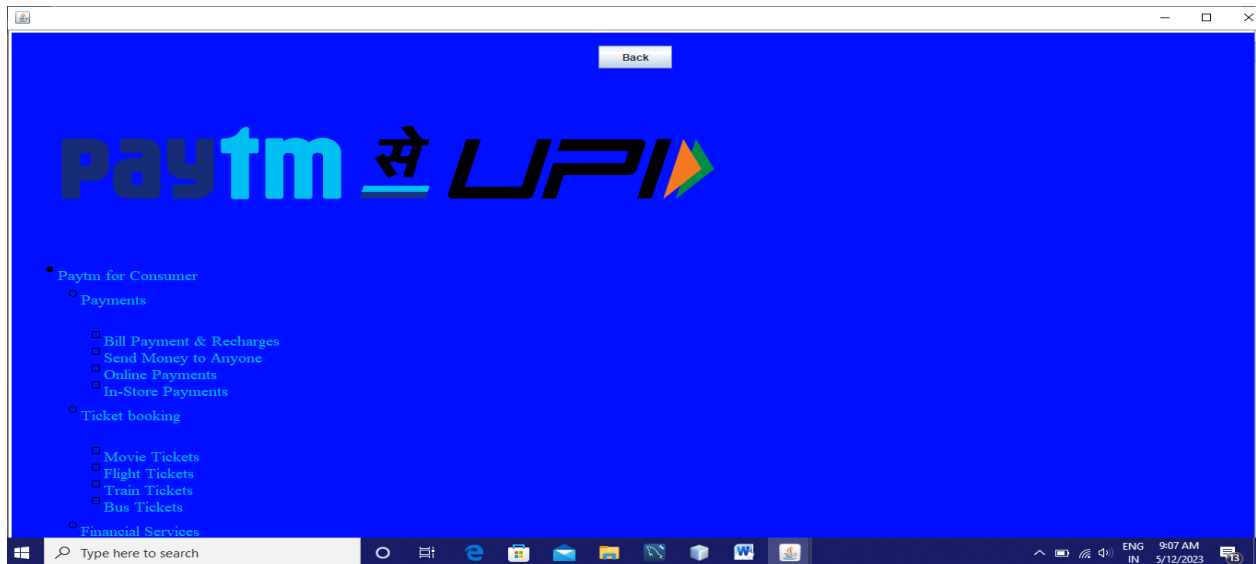 Back
paytm से UPI
Paytm for Consumer
Payments
Bill Payment & Recharges
Send Money to Anyone
Online Payments
In-Store Payments
Ticket booking
Movie Tickets
Flight Tickets
Train Tickets
Bus Tickets
Financial Services
Type here to search
W
ENG
IN
9:07 AM
5/12/2023
13